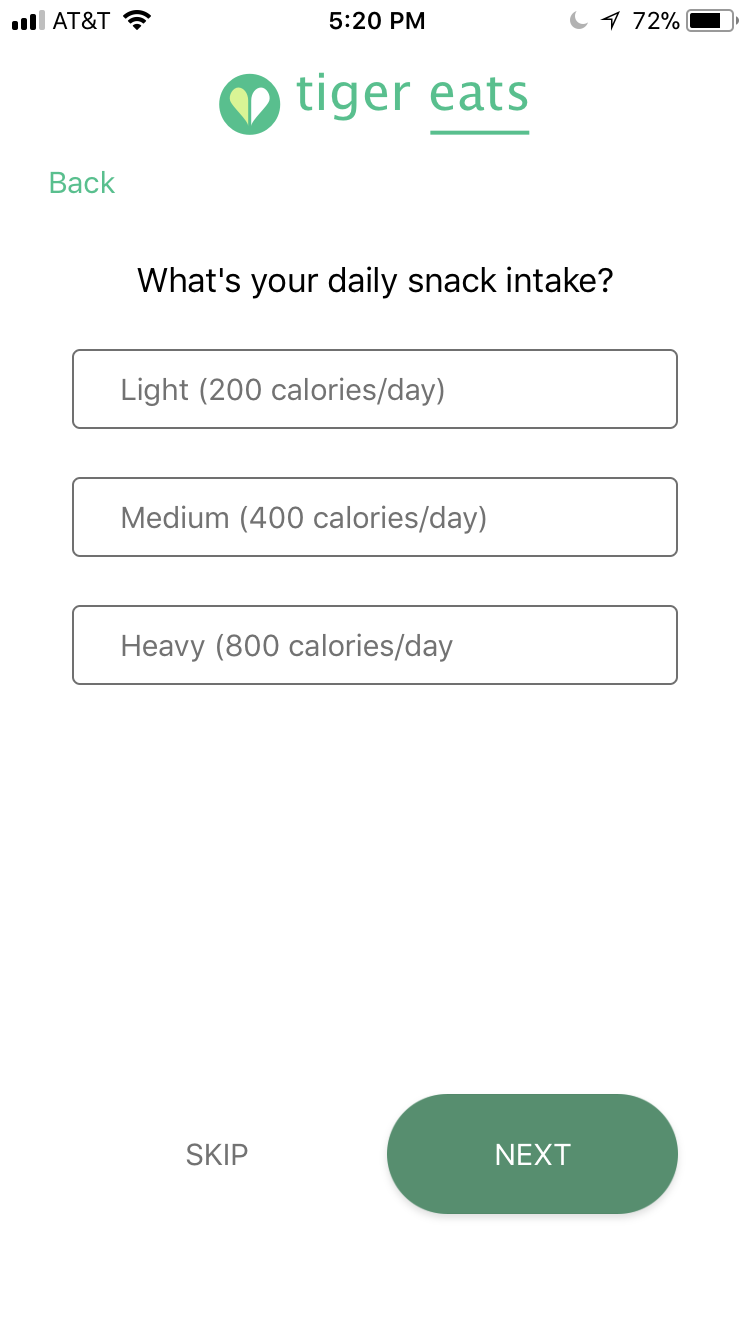 AT&T 5:20 PM 72%
tiger eats
Back
What's your daily snack intake?
Light (200 calories/day)
Medium (400 calories/day)
Heavy (800 calories/day
SKIP NEXT